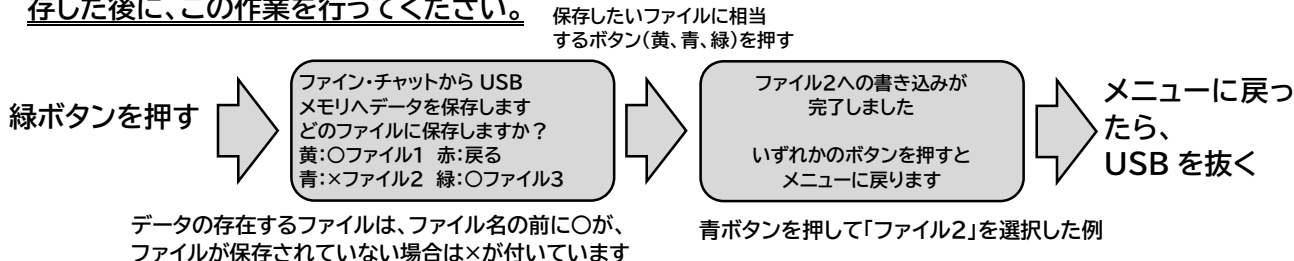 存した後に、この作業を行ってください。
保存したいファイルに相当
するボタン（黄、青、緑）を押す
緑ボタンを押す
ファイン・チャットから USB
メモリへデータを保存します
どのファイルに保存しますか？
黄：〇ファイル1 赤：戻る
青：×ファイル2 緑：〇ファイル3
ファイル2への書き込みが
完了しました
いずれかのボタンを押すと
メニューに戻ります
メニューに戻っ
たら、
USB を抜く
データの存在するファイルは、ファイル名の前に〇が、
ファイルが保存されていない場合は×が付いています
青ボタンを押して「ファイル2」を選択した例